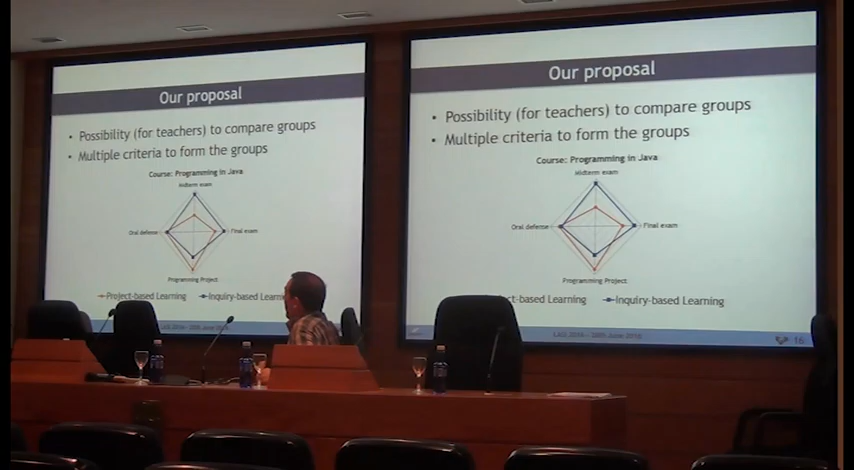 Our proposal
• Possibility (for teachers) to compare groups
• Multiple criteria to form the groups
Course: Programming in Java
Midterm exam
Oral defense
Final exam
Programming Project
Project-based Learning
Inquiry-based Learn
Our proposal
• Possibility (for teachers) to compare groups
• Multiple criteria to form the groups
Course: Programming in Java
Midterm exam
Oral defense
Final exam
Programming Project
ct-based Learning
Inquiry-based Learning
16